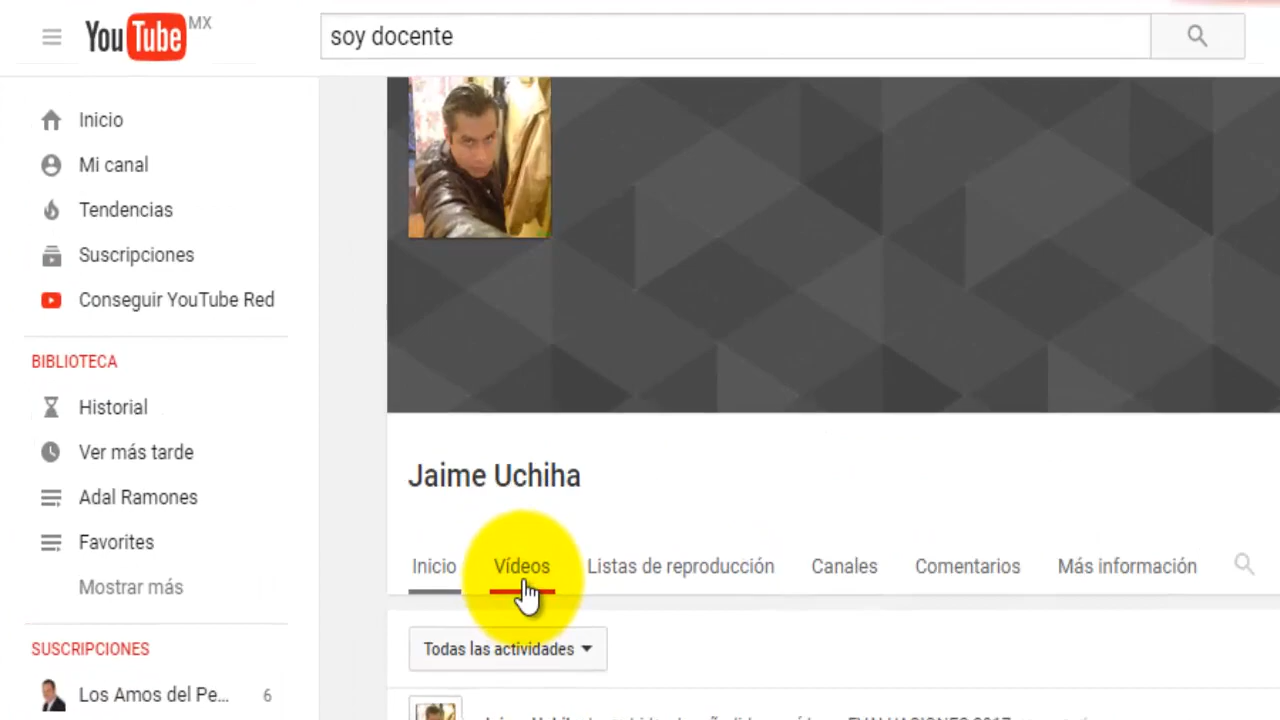 YouTube MX
soy docente
Inicio
Mi canal
Tendencias
Suscripciones
Conseguir YouTube Red
BIBLIOTECA
Historial
Ver más tarde
Adal Ramones
Favorites
Mostrar más
SUSCRIPCIONES
Los Amos del Pe... 6
Jaime Uchiha
Inicio Vídeos Listas de reproducción Canales Comentarios Más información
Todas las actividades